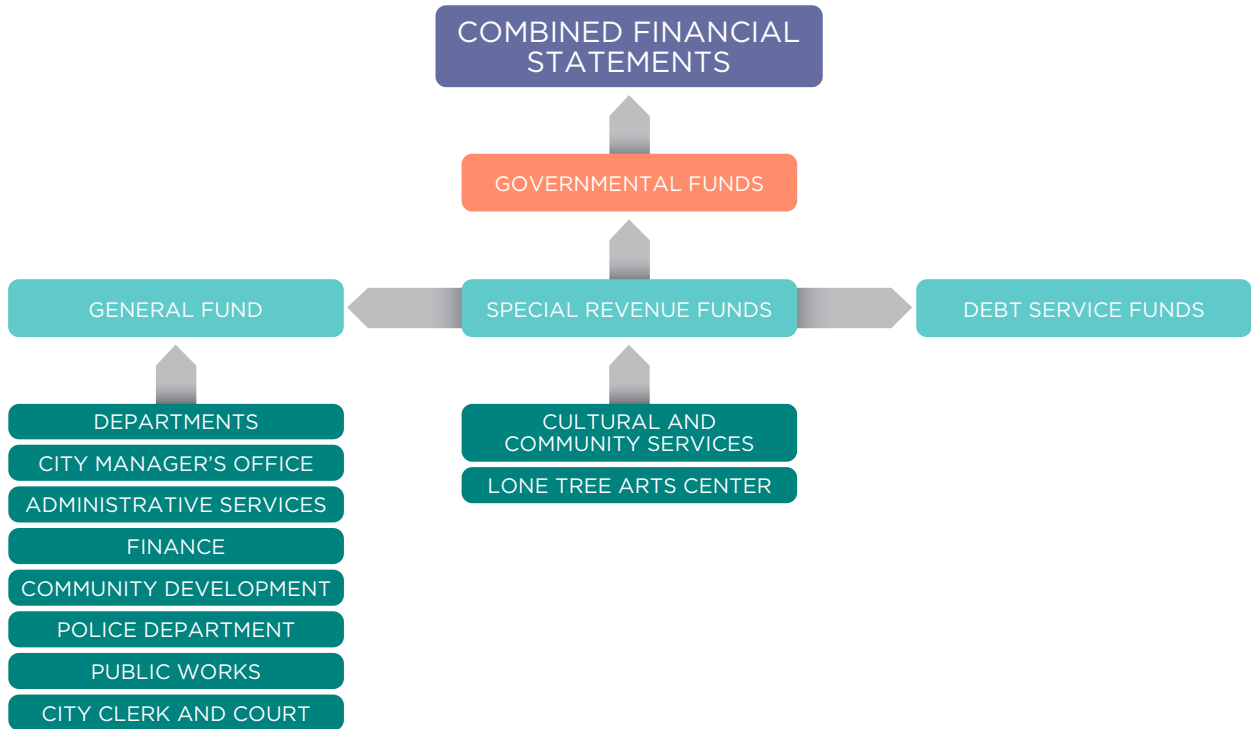 COMBINED FINANCIAL
STATEMENTS
GOVERNMENTAL FUNDS
GENERAL FUND
SPECIAL REVENUE FUNDS
DEBT SERVICE FUNDS
DEPARTMENTS
CITY MANAGER’S OFFICE
ADMINISTRATIVE SERVICES
FINANCE
COMMUNITY DEVELOPMENT
POLICE DEPARTMENT
PUBLIC WORKS
CITY CLERK AND COURT
CULTURAL AND
COMMUNITY SERVICES
LONE TREE ARTS CENTER